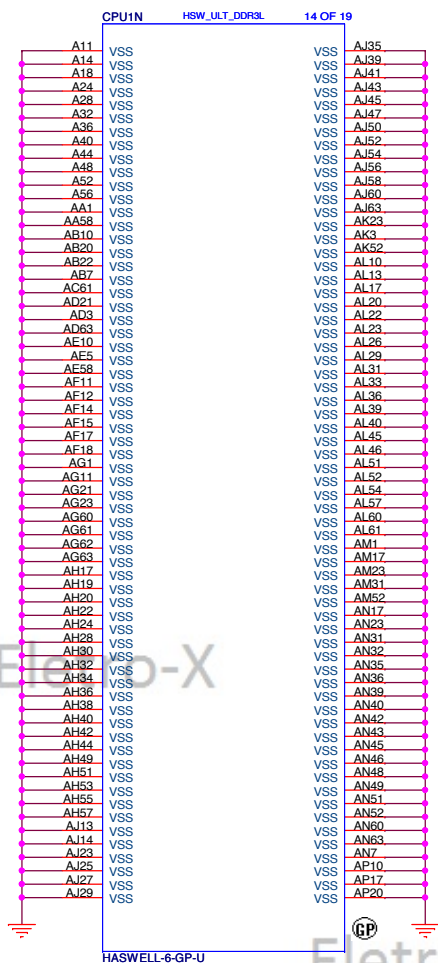 CPU1N HSW_ULT_DDR3L 14 OF 19
A11 VSS VSS AJ35
A14 VSS VSS AJ39
A18 VSS VSS AJ41
A24 VSS VSS AJ43
A28 VSS VSS AJ45
A32 VSS VSS AJ47
A36 VSS VSS AJ50
A40 VSS VSS AJ52
A44 VSS VSS AJ54
A48 VSS VSS AJ56
A52 VSS VSS AJ58
A56 VSS VSS AJ60
AA1 VSS VSS AJ63
AA58 VSS VSS AK23
AB10 VSS VSS AK3
AB20 VSS VSS AK52
AB22 VSS VSS AL10
AB7 VSS VSS AL13
AC61 VSS VSS AL17
AD21 VSS VSS AL20
AD3 VSS VSS AL22
AD63 VSS VSS AL23
AE10 VSS VSS AL26
AE5 VSS VSS AL29
AE58 VSS VSS AL31
AF11 VSS VSS AL33
AF12 VSS VSS AL36
AF14 VSS VSS AL39
AF15 VSS VSS AL40
AF17 VSS VSS AL45
AF18 VSS VSS AL46
AG1 VSS VSS AL51
AG11 VSS VSS AL52
AG21 VSS VSS AL54
AG23 VSS VSS AL57
AG60 VSS VSS AL60
AG61 VSS VSS AL61
AG62 VSS VSS AM1
AG63 VSS VSS AM17
AH17 VSS VSS AM23
AH19 VSS VSS AM31
AH20 VSS VSS AM52
AH22 VSS VSS AN17
AH24 VSS VSS AN23
AH28 VSS VSS AN31
AH30 VSS VSS AN32
AH32 VSS VSS AN35
AH34 VSS VSS AN36
AH36 VSS VSS AN39
AH38 VSS VSS AN40
AH40 VSS VSS AN42
AH42 VSS VSS AN43
AH44 VSS VSS AN45
AH49 VSS VSS AN46
AH51 VSS VSS AN48
AH53 VSS VSS AN49
AH55 VSS VSS AN51
AH57 VSS VSS AN52
AJ13 VSS VSS AN60
AJ14 VSS VSS AN63
AJ23 VSS VSS AN7
AJ25 VSS VSS AP10
AJ27 VSS VSS AP17
AJ29 VSS VSS AP20
Eletro-X
GP
HASWELL-6-GP-U
Eletr